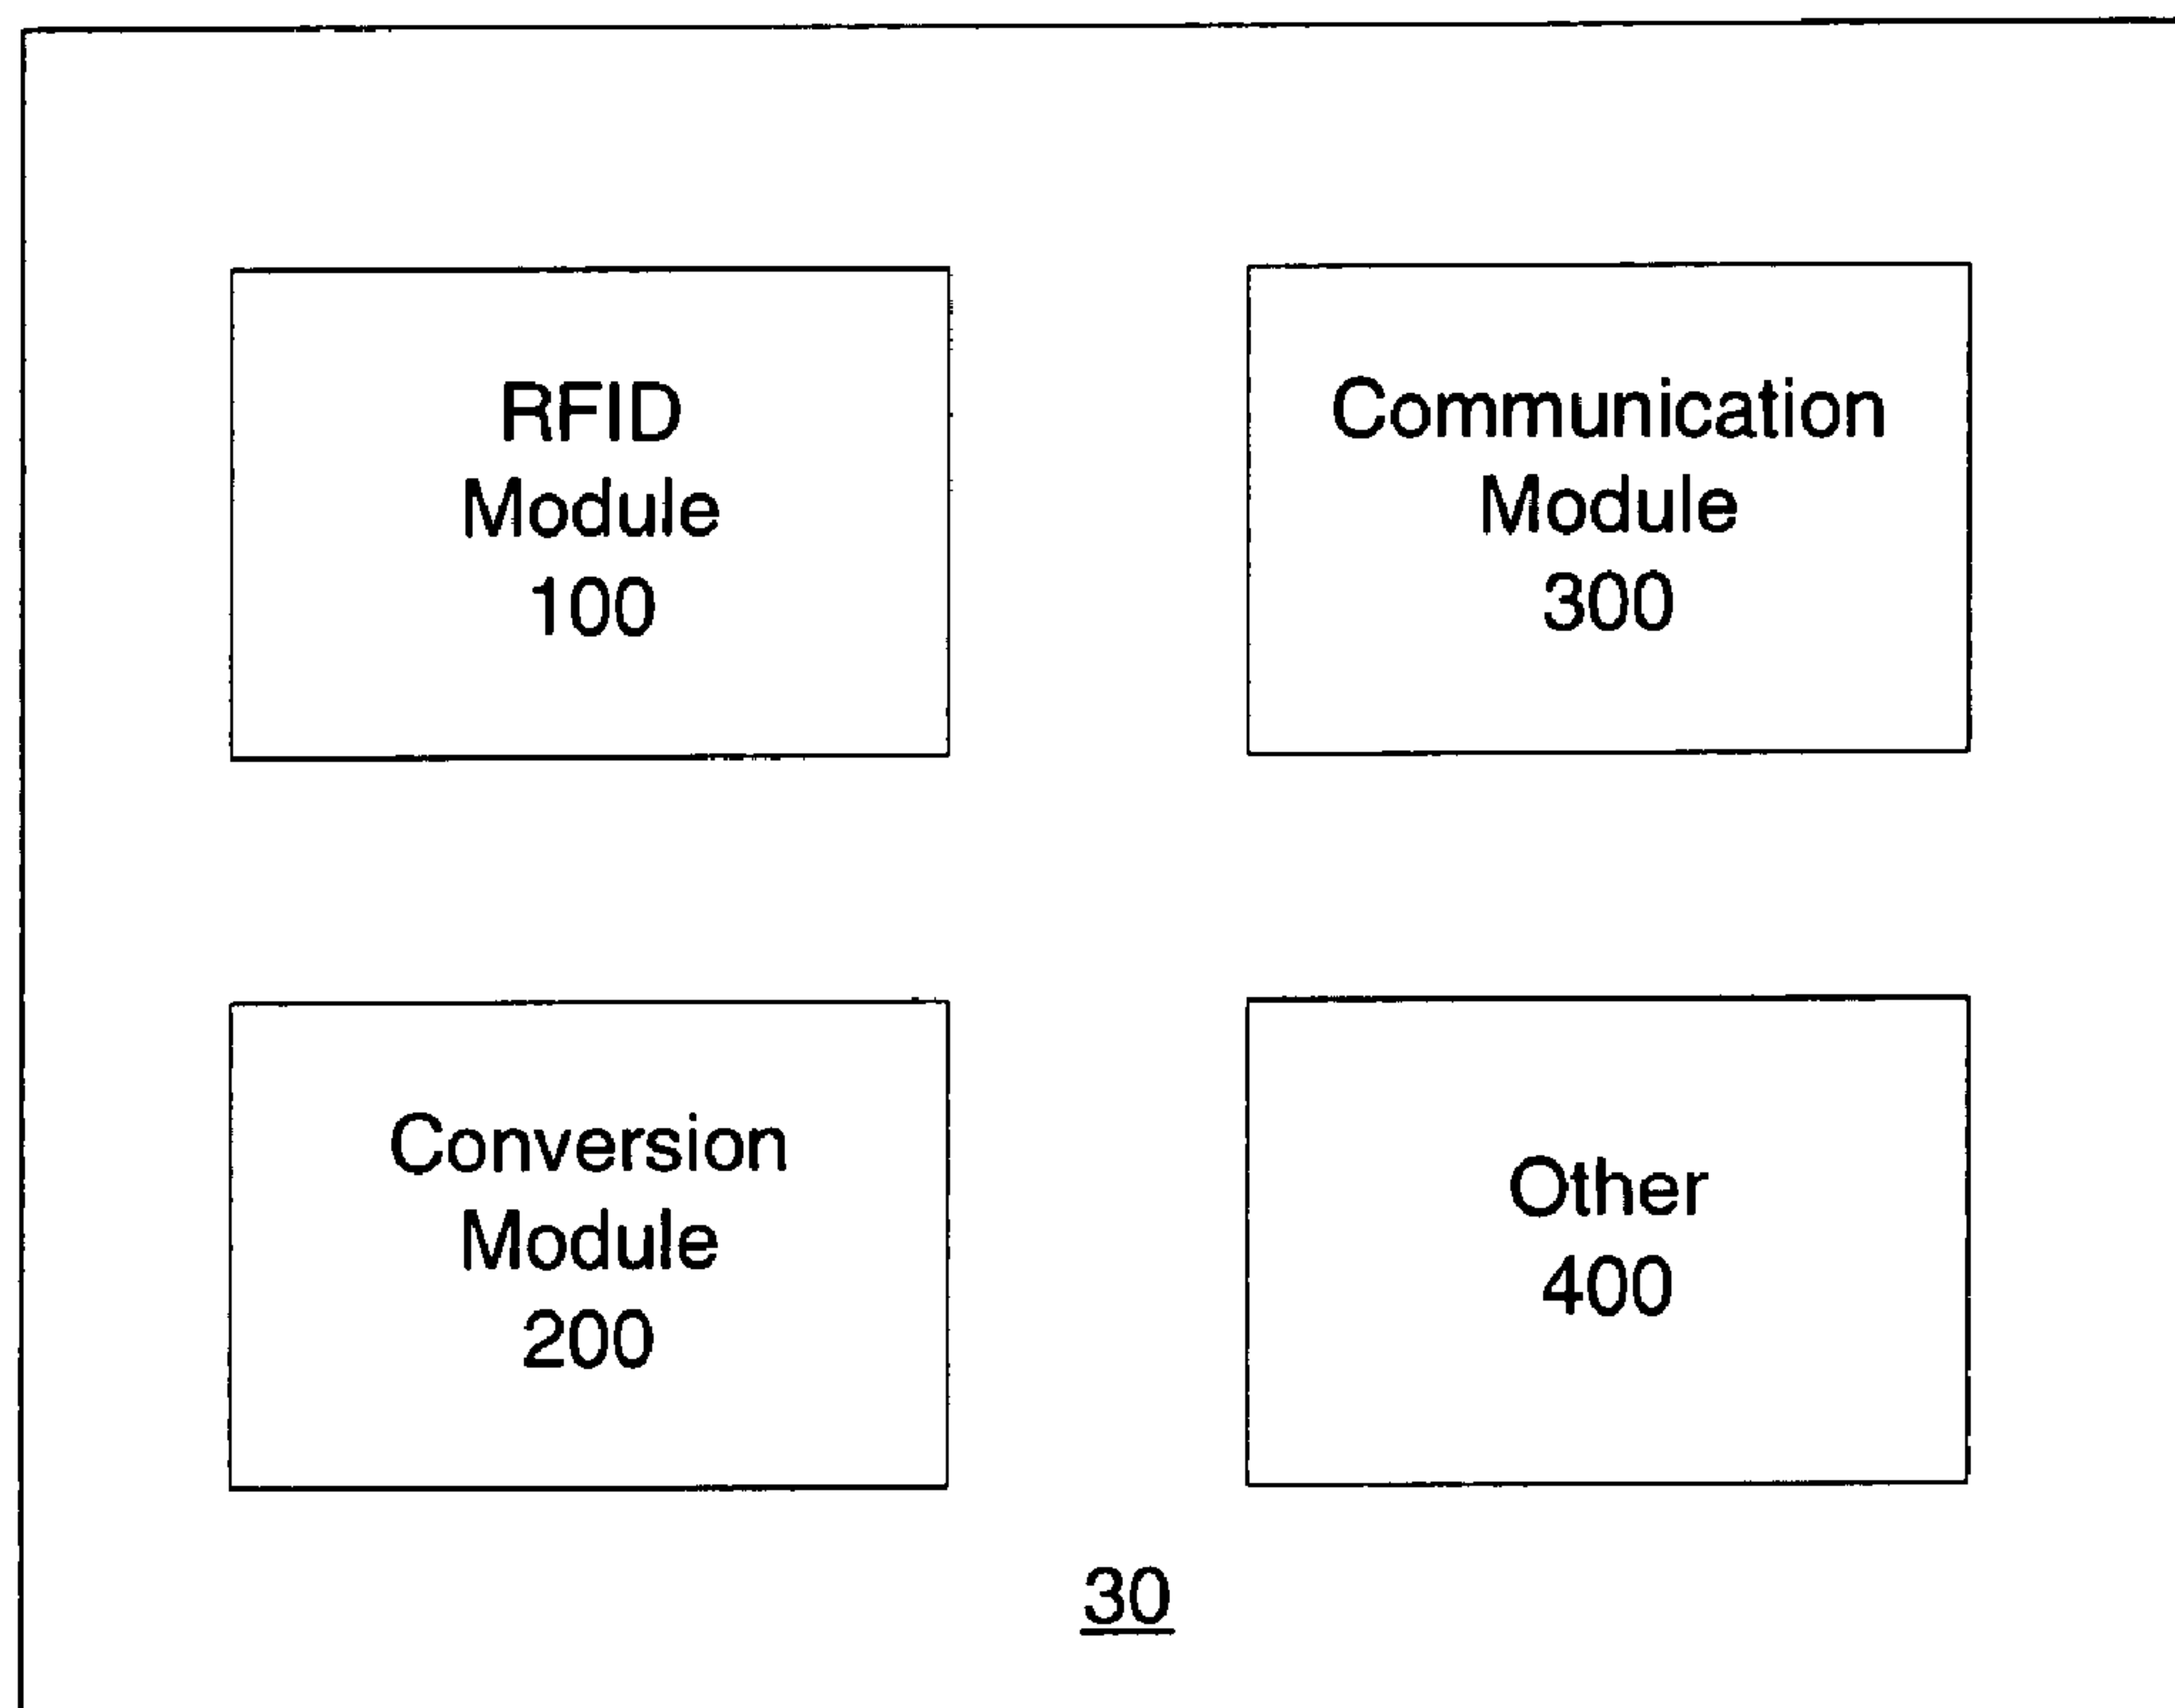 RFID
Module
100
Communication
Module
300
Conversion
Module
200
Other
400
30